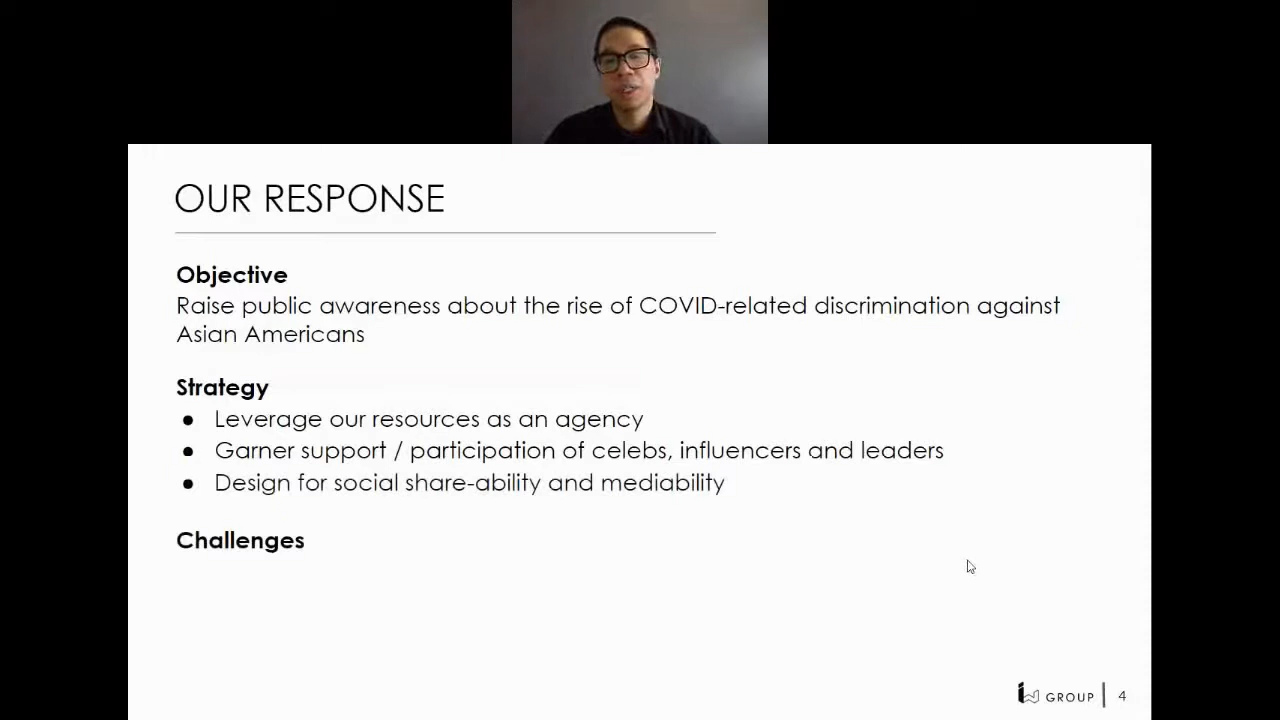 OUR RESPONSE
Objective
Raise public awareness about the rise of COVID-related discrimination against
Asian Americans
Strategy
● Leverage our resources as an agency
● Garner support / participation of celebs, influencers and leaders
● Design for social share-ability and mediability
Challenges
iw GROUP | 4